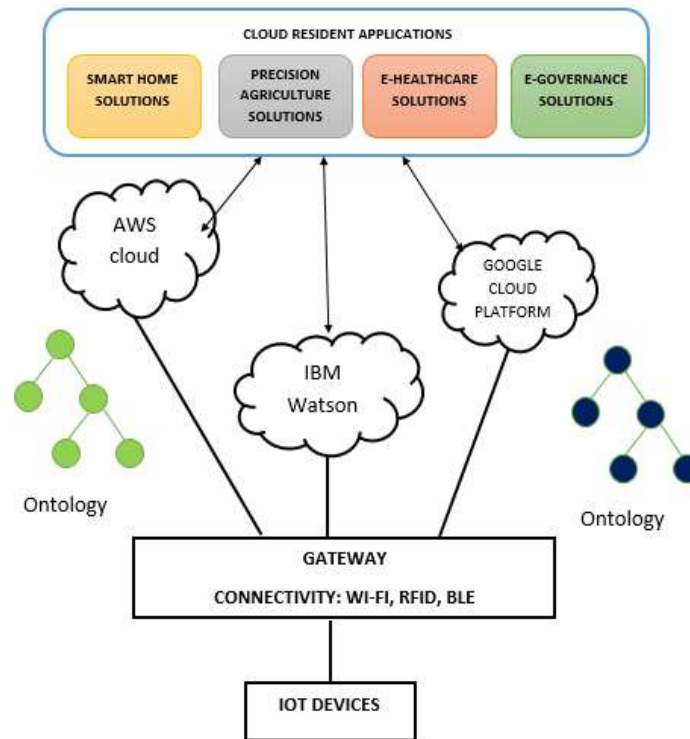 CLOUD RESIDENT APPLICATIONS
SMART HOME
SOLUTIONS
PRECISION
AGRICULTURE
SOLUTIONS
E-HEALTHCARE
SOLUTIONS
E-GOVERNANCE
SOLUTIONS
AWS
cloud
GOOGLE
CLOUD
PLATFORM
IBM
Watson
Ontology
Ontology
GATEWAY
CONNECTIVITY: WI-FI, RFID, BLE
IOT DEVICES